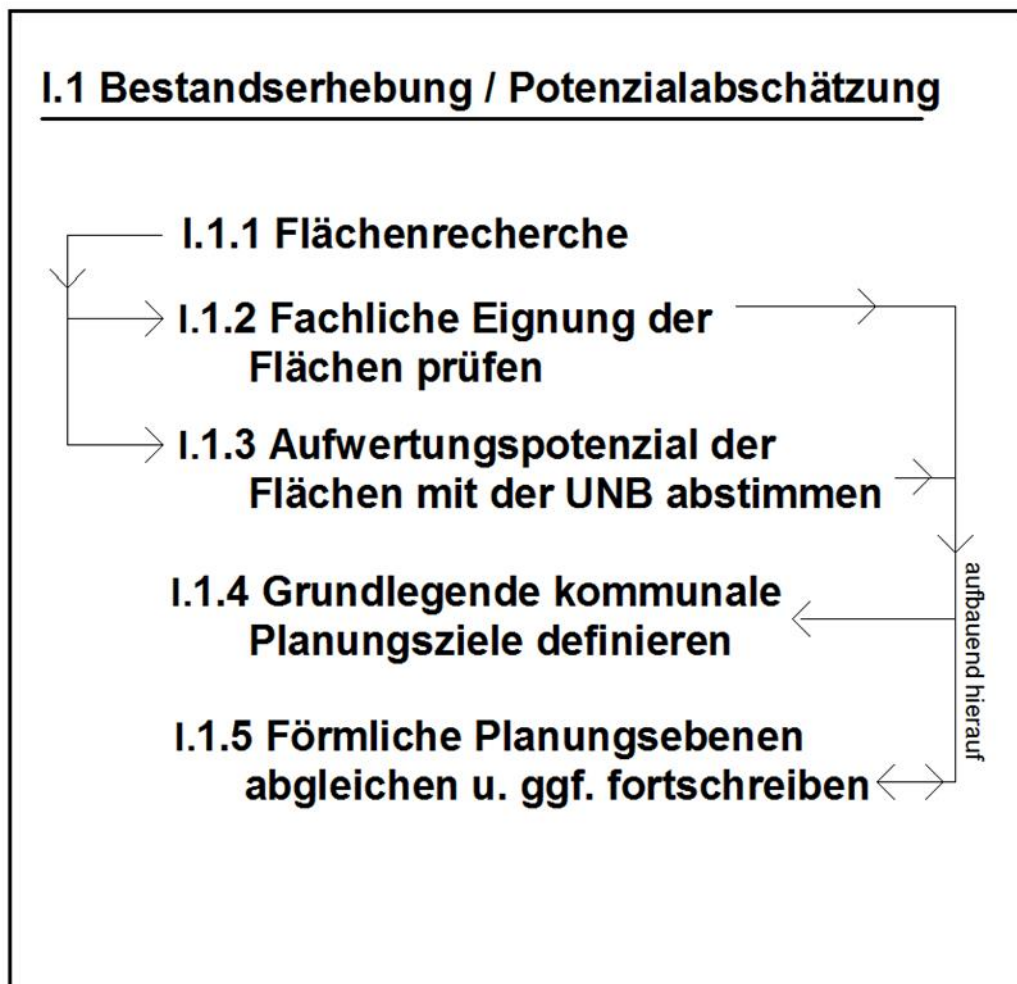 I.1 Bestandserhebung / Potenzialabschätzung
I.1.1 Flächenrecherche
I.1.2 Fachliche Eignung der
Flächen prüfen
I.1.3 Aufwertungspotenzial der
Flächen mit der UNB abstimmen
I.1.4 Grundlegende kommunale
Planungsziele definieren
I.1.5 Förmliche Planungsebenen
abgleichen u. ggf. fortschreiben
aufbauend hierauf